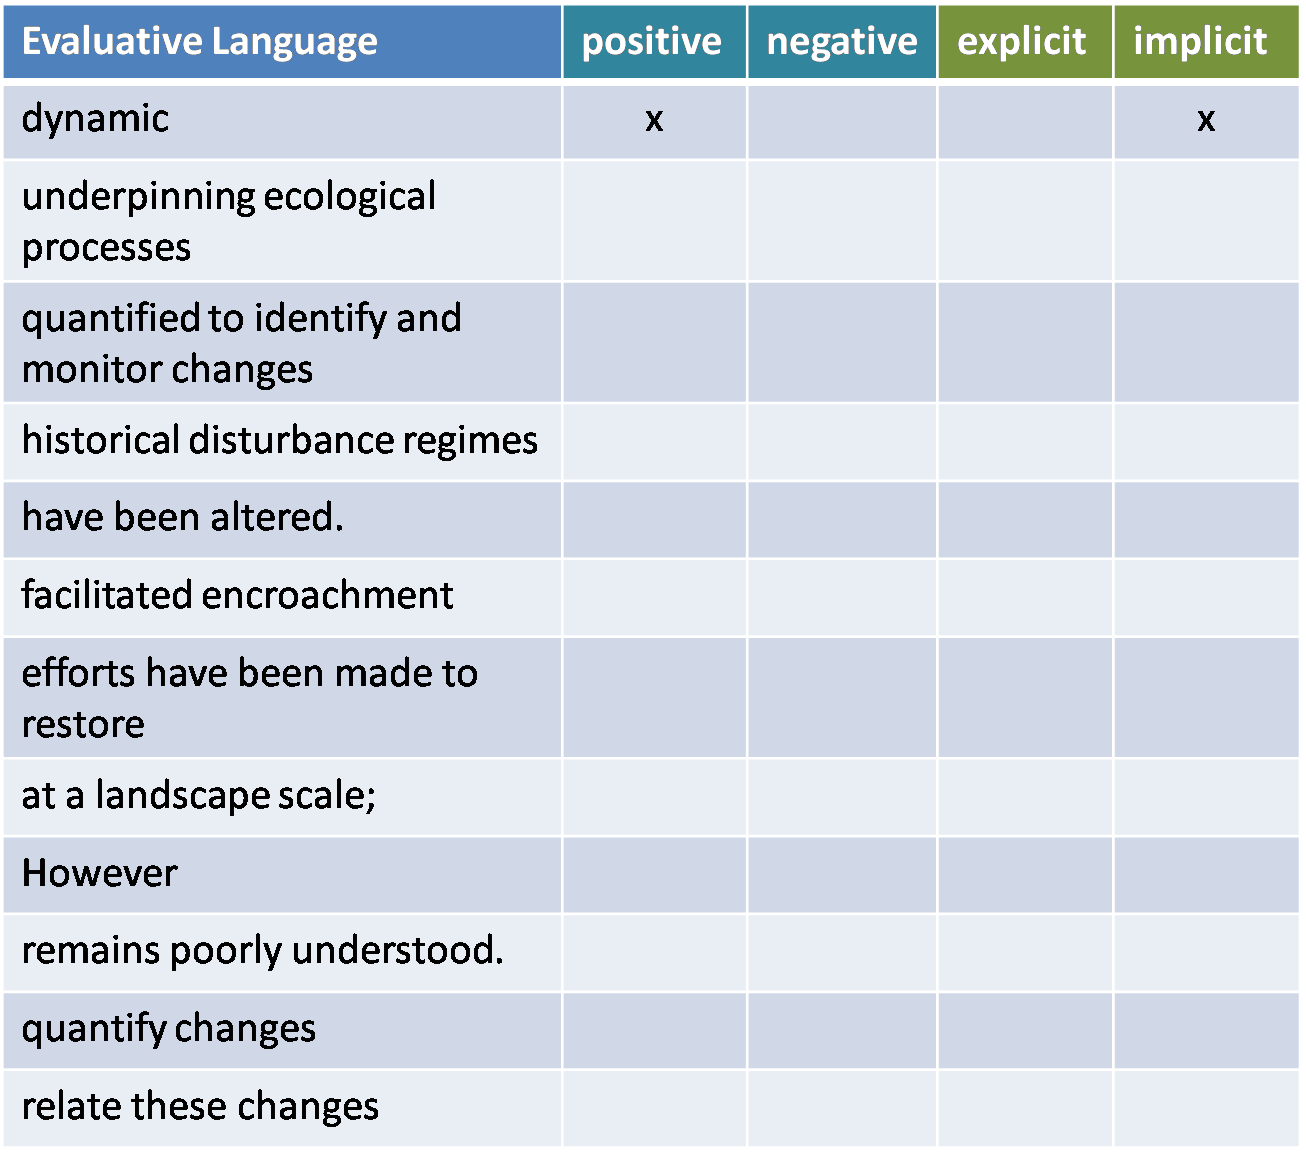 Evaluative Language positive negative explicit implicit
dynamic x x
underpinning ecological
processes
quantified to identify and
monitor changes
historical disturbance regimes
have been altered.
facilitated encroachment
efforts have been made to
restore
at a landscape scale;
However
remains poorly understood.
quantify changes
relate these changes